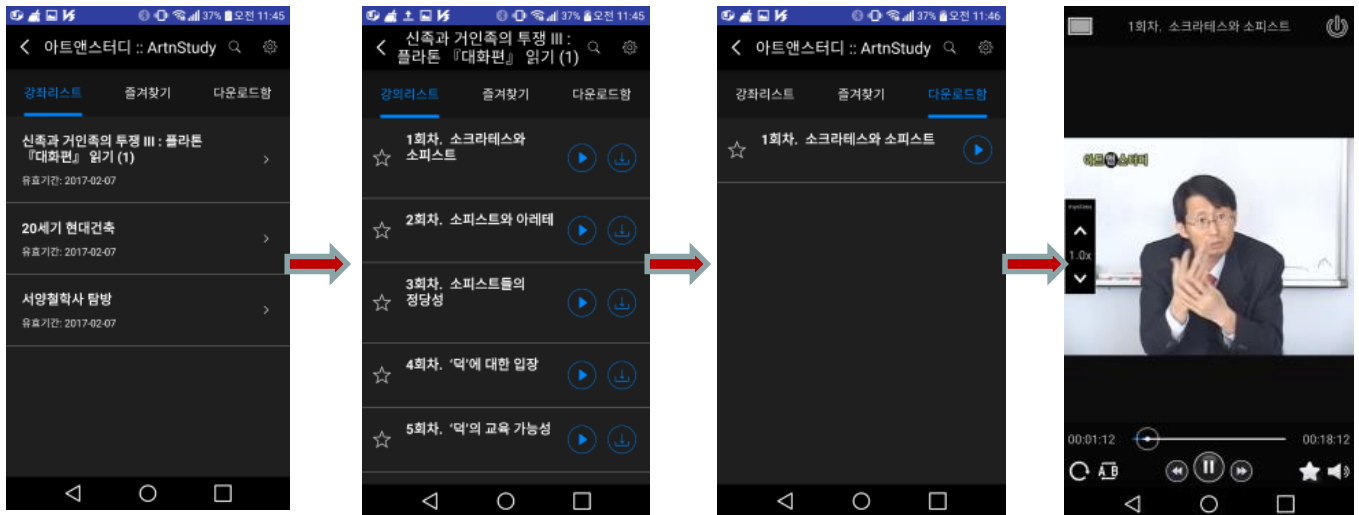 37% 오전 11:45
아트앤스터디 :: ArtnStudy
강좌리스트 즐겨찾기 다운로드함
신족과 거인족의 투쟁 III : 플라톤
『대화편』 읽기 (1)
유효기간: 2017-02-07
20세기 현대건축
유효기간: 2017-02-07
서양철학사 탐방
유효기간: 2017-02-07
37% 오전 11:45
신족과 거인족의 투쟁 III :
플라톤 『대화편』 읽기 (1)
강의리스트 즐겨찾기 다운로드함
1회차. 소크라테스와
소피스트
2회차. 소피스트와 아레테
3회차. 소피스트들의
정당성
4회차. ‘덕’에 대한 입장
5회차. ‘덕’의 교육 가능성
37% 오전 11:46
아트앤스터디 :: ArtnStudy
강좌리스트 즐겨찾기 다운로드함
1회차. 소크라테스와 소피스트
1회차. 소크라테스와 소피스트
아트앤스터디
1.0x
00:01:12 00:18:12
A B